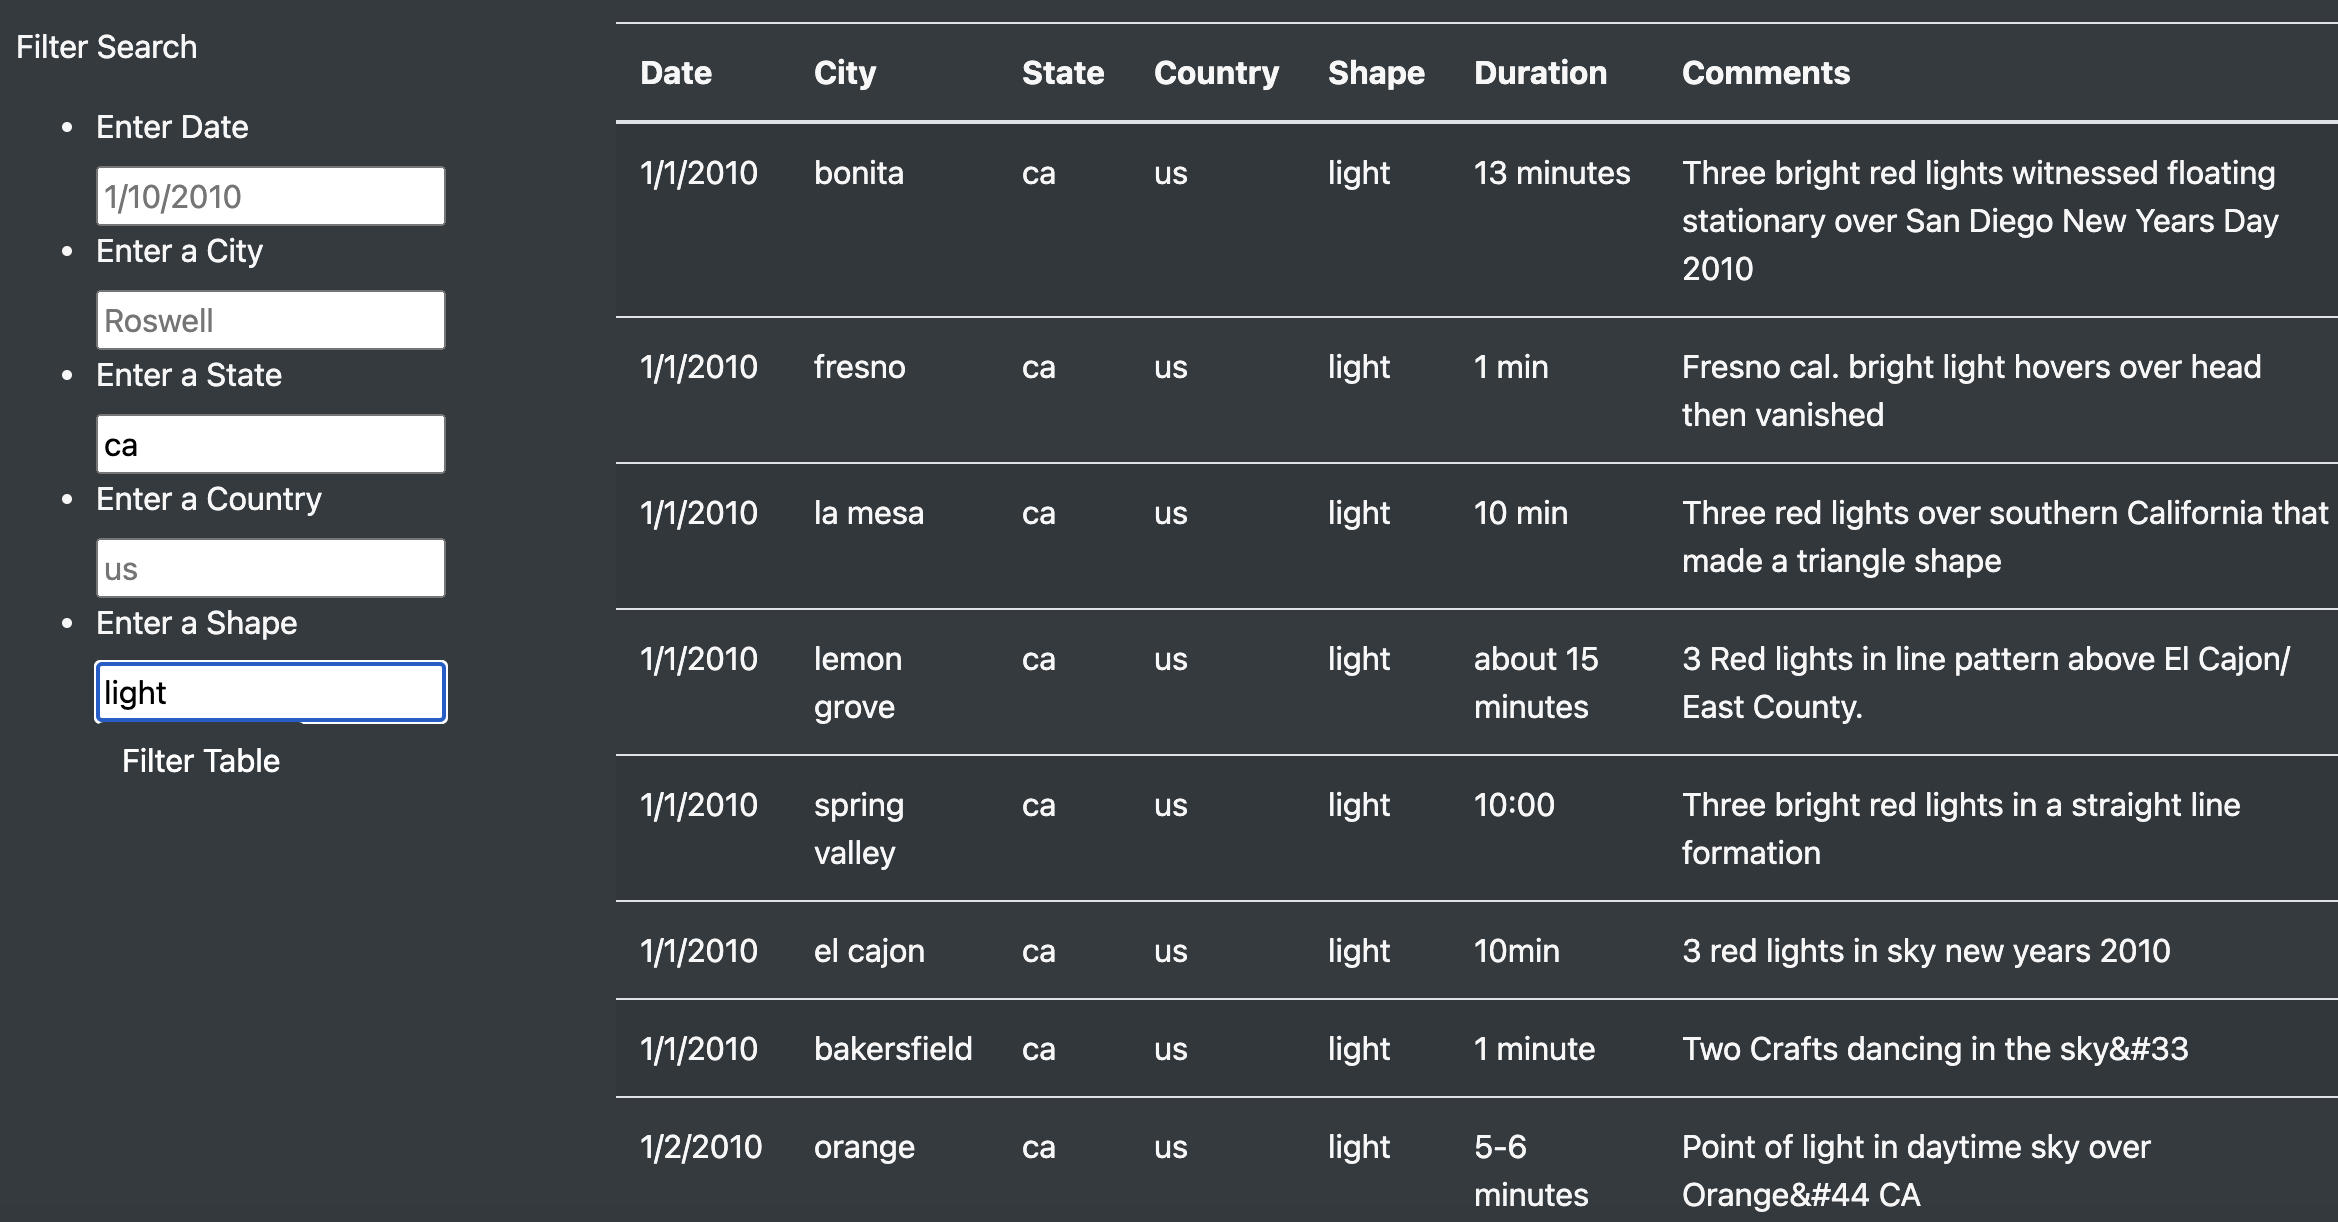 Filter Search
Enter Date
1/10/2010
Enter a City
Roswell
Enter a State
ca
Enter a Country
us
Enter a Shape
light
Filter Table
Date City State Country Shape Duration Comments
1/1/2010 bonita ca us light 13 minutes Three bright red lights witnessed floating
stationary over San Diego New Years Day
2010
1/1/2010 fresno ca us light 1 min Fresno cal. bright light hovers over head
then vanished
1/1/2010 la mesa ca us light 10 min Three red lights over southern California that
made a triangle shape
1/1/2010 lemon ca us light about 15 3 Red lights in line pattern above El Cajon/
grove minutes East County.
1/1/2010 spring ca us light 10:00 Three bright red lights in a straight line
valley formation
1/1/2010 el cajon ca us light 10min 3 red lights in sky new years 2010
1/1/2010 bakersfield ca us light 1 minute Two Crafts dancing in the sky&#33
1/2/2010 orange ca us light 5-6 Point of light in daytime sky over
minutes Orange&#44 CA